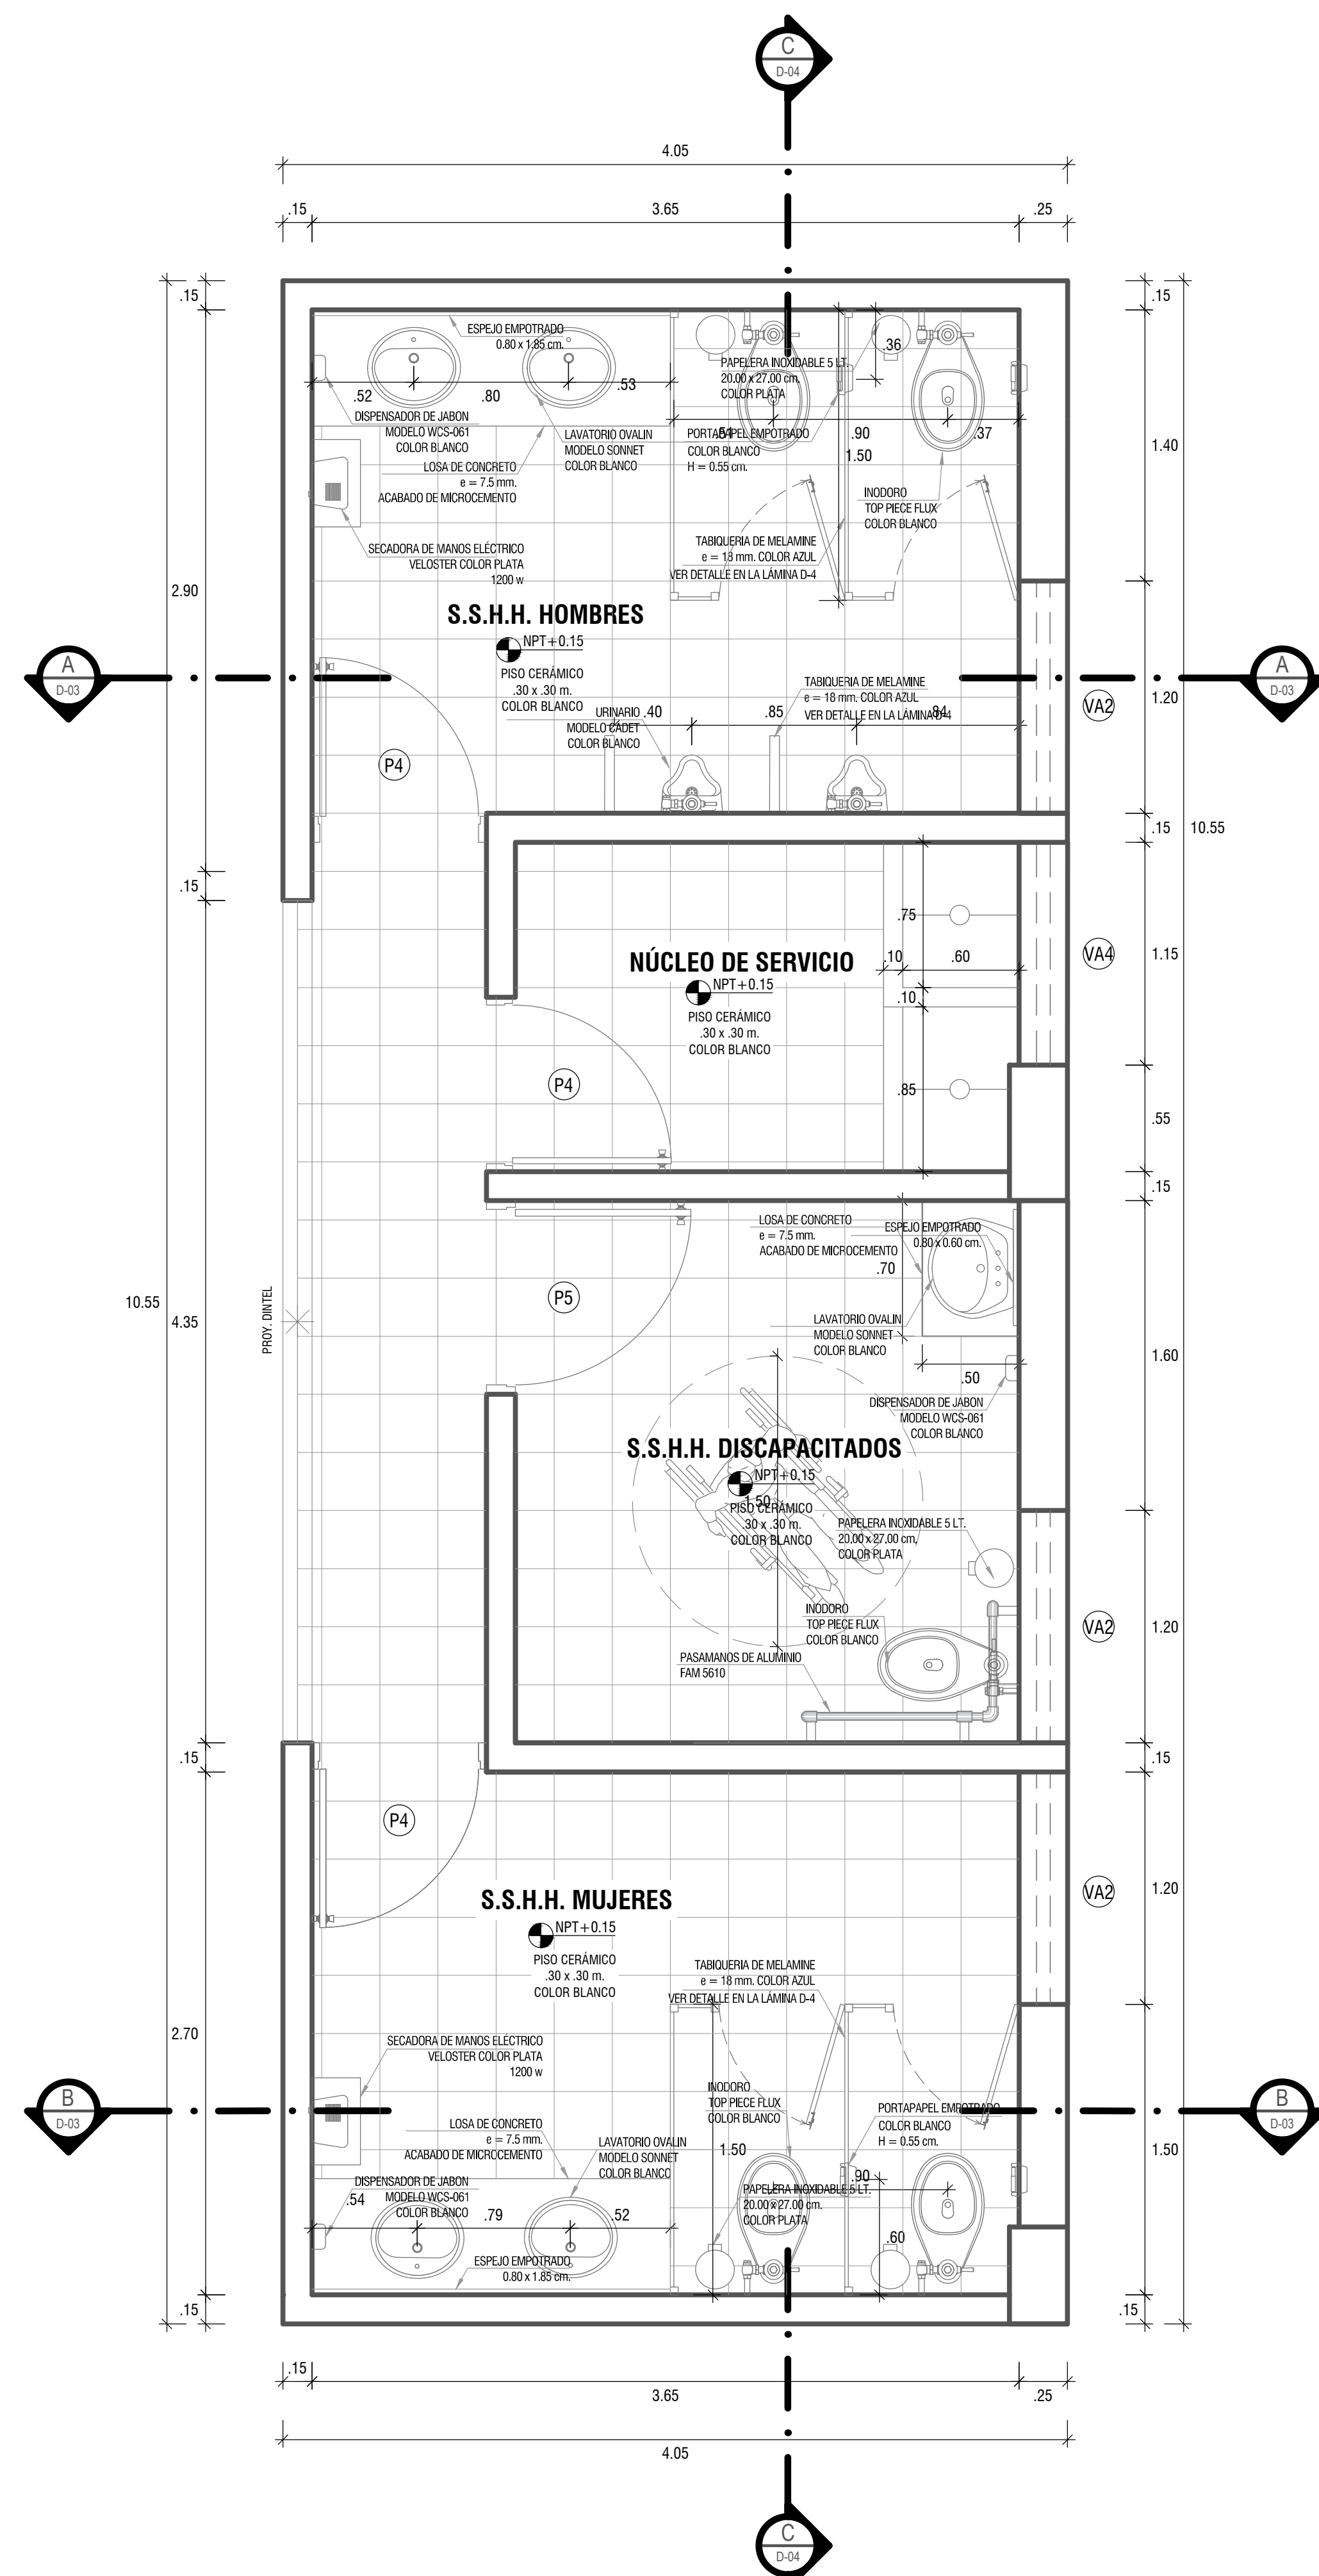 C
D-04
4.05
.15
3.65
.25
.15
.15
ESPEJO EMPOTRADO
0.80 x 1.85 cm.
.36
PAPELERA INOXIDABLE 5 LT.
20.00 x 27.00 cm.
COLOR PLATA
.52
.80
.53
DISPENSADOR DE JABON
MODELO WCS-061
COLOR BLANCO
LAVATORIO OVALIN
MODELO SONNET
COLOR BLANCO
PORTAPAPEL EMPOTRADO
COLOR BLANCO
H = 0.55 cm.
.51
.90
.37
1.50
1.40
LOSA DE CONCRETO
e = 7.5 mm.
ACABADO DE MICROCEMENTO
INODORO
TOP PIECE FLUX
COLOR BLANCO
SECADORA DE MANOS ELÉCTRICO
VELOSTER COLOR PLATA
1200 w
TABIQUERIA DE MELAMINE
e = 18 mm. COLOR AZUL
VER DETALLE EN LA LÁMINA D-4
2.90
S.S.H.H. HOMBRES
NPT+0.15
PISO CERÁMICO
.30 x .30 m.
COLOR BLANCO
A
D-03
A
D-03
TABIQUERIA DE MELAMINE
e = 18 mm. COLOR AZUL
VER DETALLE EN LA LÁMINA D-4
VA2
1.20
URINARIO
MODELO CADET
COLOR BLANCO
.40
.85
.84
P4
.15
10.55
.15
.75
NÚCLEO DE SERVICIO
NPT+0.15
PISO CERÁMICO
.30 x .30 m.
COLOR BLANCO
.10
.60
.10
VA4
1.15
P4
.85
.55
.15
LOSA DE CONCRETO
e = 7.5 mm.
ACABADO DE MICROCEMENTO
ESPEJO EMPOTRADO
0.80 x 0.60 cm.
.70
P5
10.55
4.35
PROY. DINTEL
LAVATORIO OVALIN
MODELO SONNET
COLOR BLANCO
1.60
.50
DISPENSADOR DE JABON
MODELO WCS-061
COLOR BLANCO
S.S.H.H. DISCAPACITADOS
NPT+0.15
1.50
PISO CERÁMICO
.30 x .30 m.
COLOR BLANCO
PAPELERA INOXIDABLE 5 LT.
20.00 x 27.00 cm.
COLOR PLATA
INODORO
TOP PIECE FLUX
COLOR BLANCO
VA2
1.20
PASAMANOS DE ALUMINIO
FAM 5610
.15
.15
P4
S.S.H.H. MUJERES
NPT+0.15
PISO CERÁMICO
.30 x .30 m.
COLOR BLANCO
VA2
1.20
TABIQUERIA DE MELAMINE
e = 18 mm. COLOR AZUL
VER DETALLE EN LA LÁMINA D-4
2.70
SECADORA DE MANOS ELÉCTRICO
VELOSTER COLOR PLATA
1200 w
B
D-03
B
D-03
INODORO
TOP PIECE FLUX
COLOR BLANCO
PORTAPAPEL EMPOTRADO
COLOR BLANCO
H = 0.55 cm.
LOSA DE CONCRETO
e = 7.5 mm.
ACABADO DE MICROCEMENTO
LAVATORIO OVALIN
MODELO SONNET
COLOR BLANCO
1.50
1.50
DISPENSADOR DE JABON
MODELO WCS-061
COLOR BLANCO
.54
.79
.52
PAPELERA INOXIDABLE 5 LT.
20.00 x 27.00 cm.
COLOR PLATA
.90
.60
ESPEJO EMPOTRADO
0.80 x 1.85 cm.
.15
.15
.15
3.65
.25
4.05
C
D-04